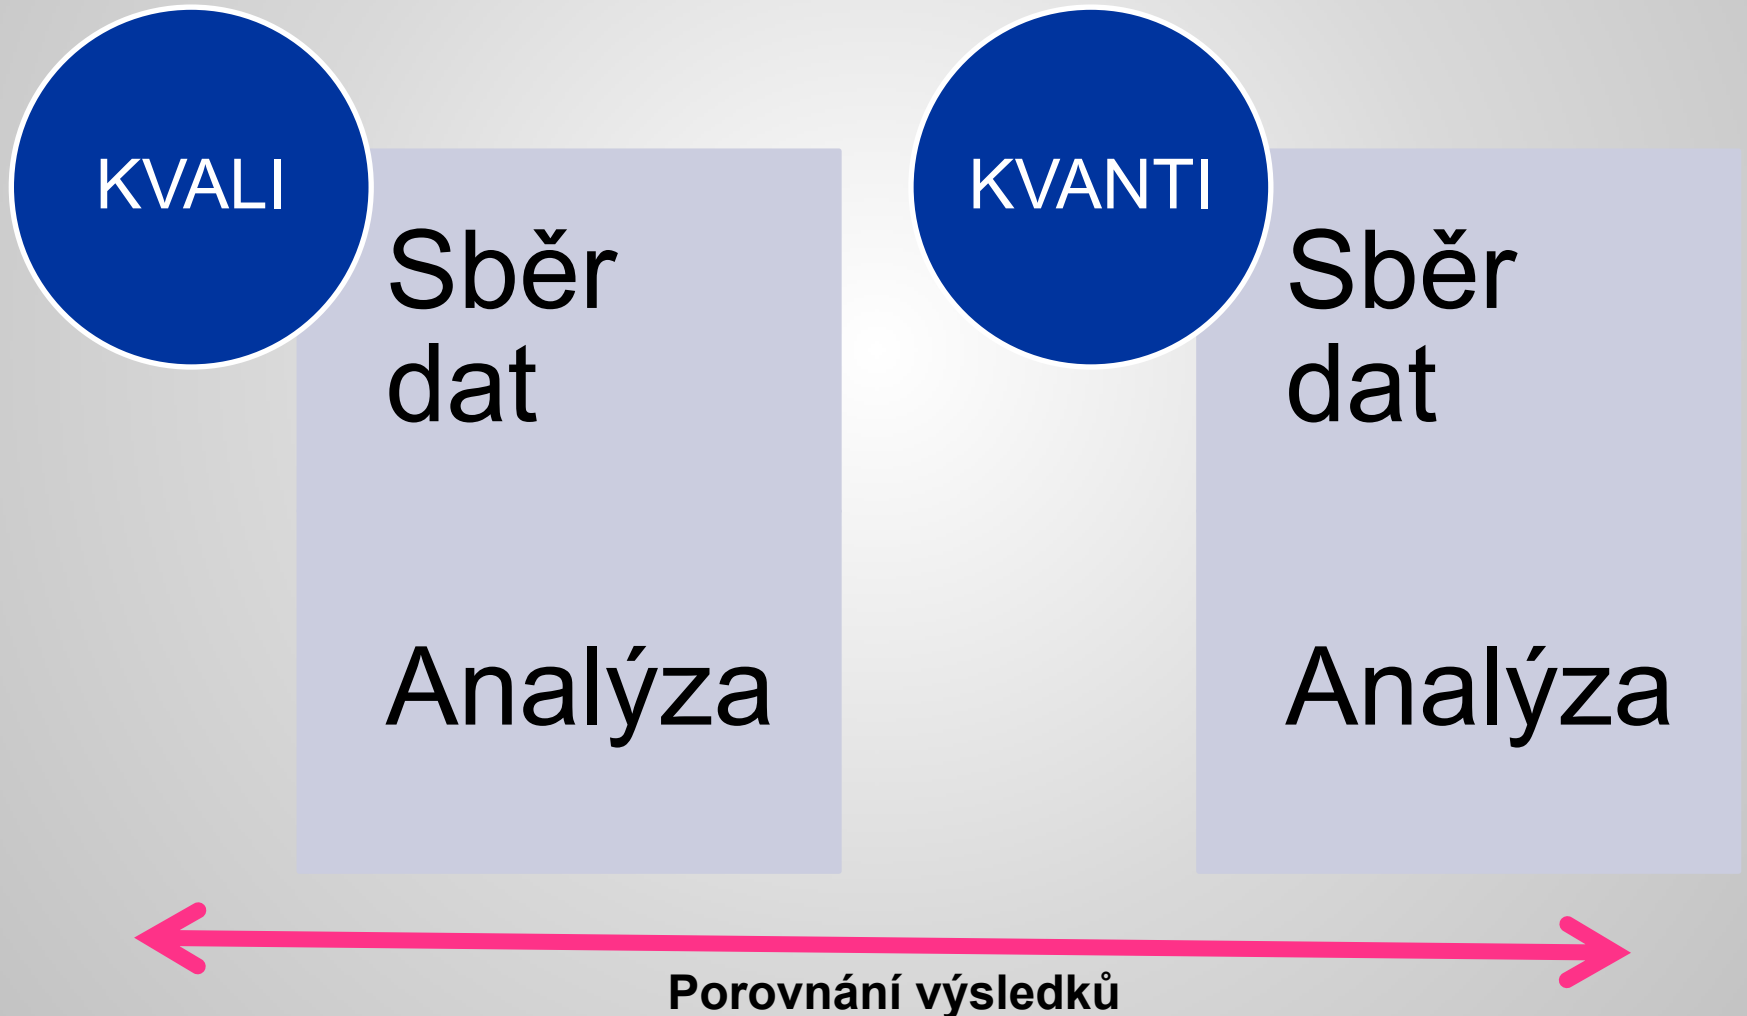 KVALI
Sběr
dat
Analýza
KVANTI
Sběr
dat
Analýza
Porovnání výsledků